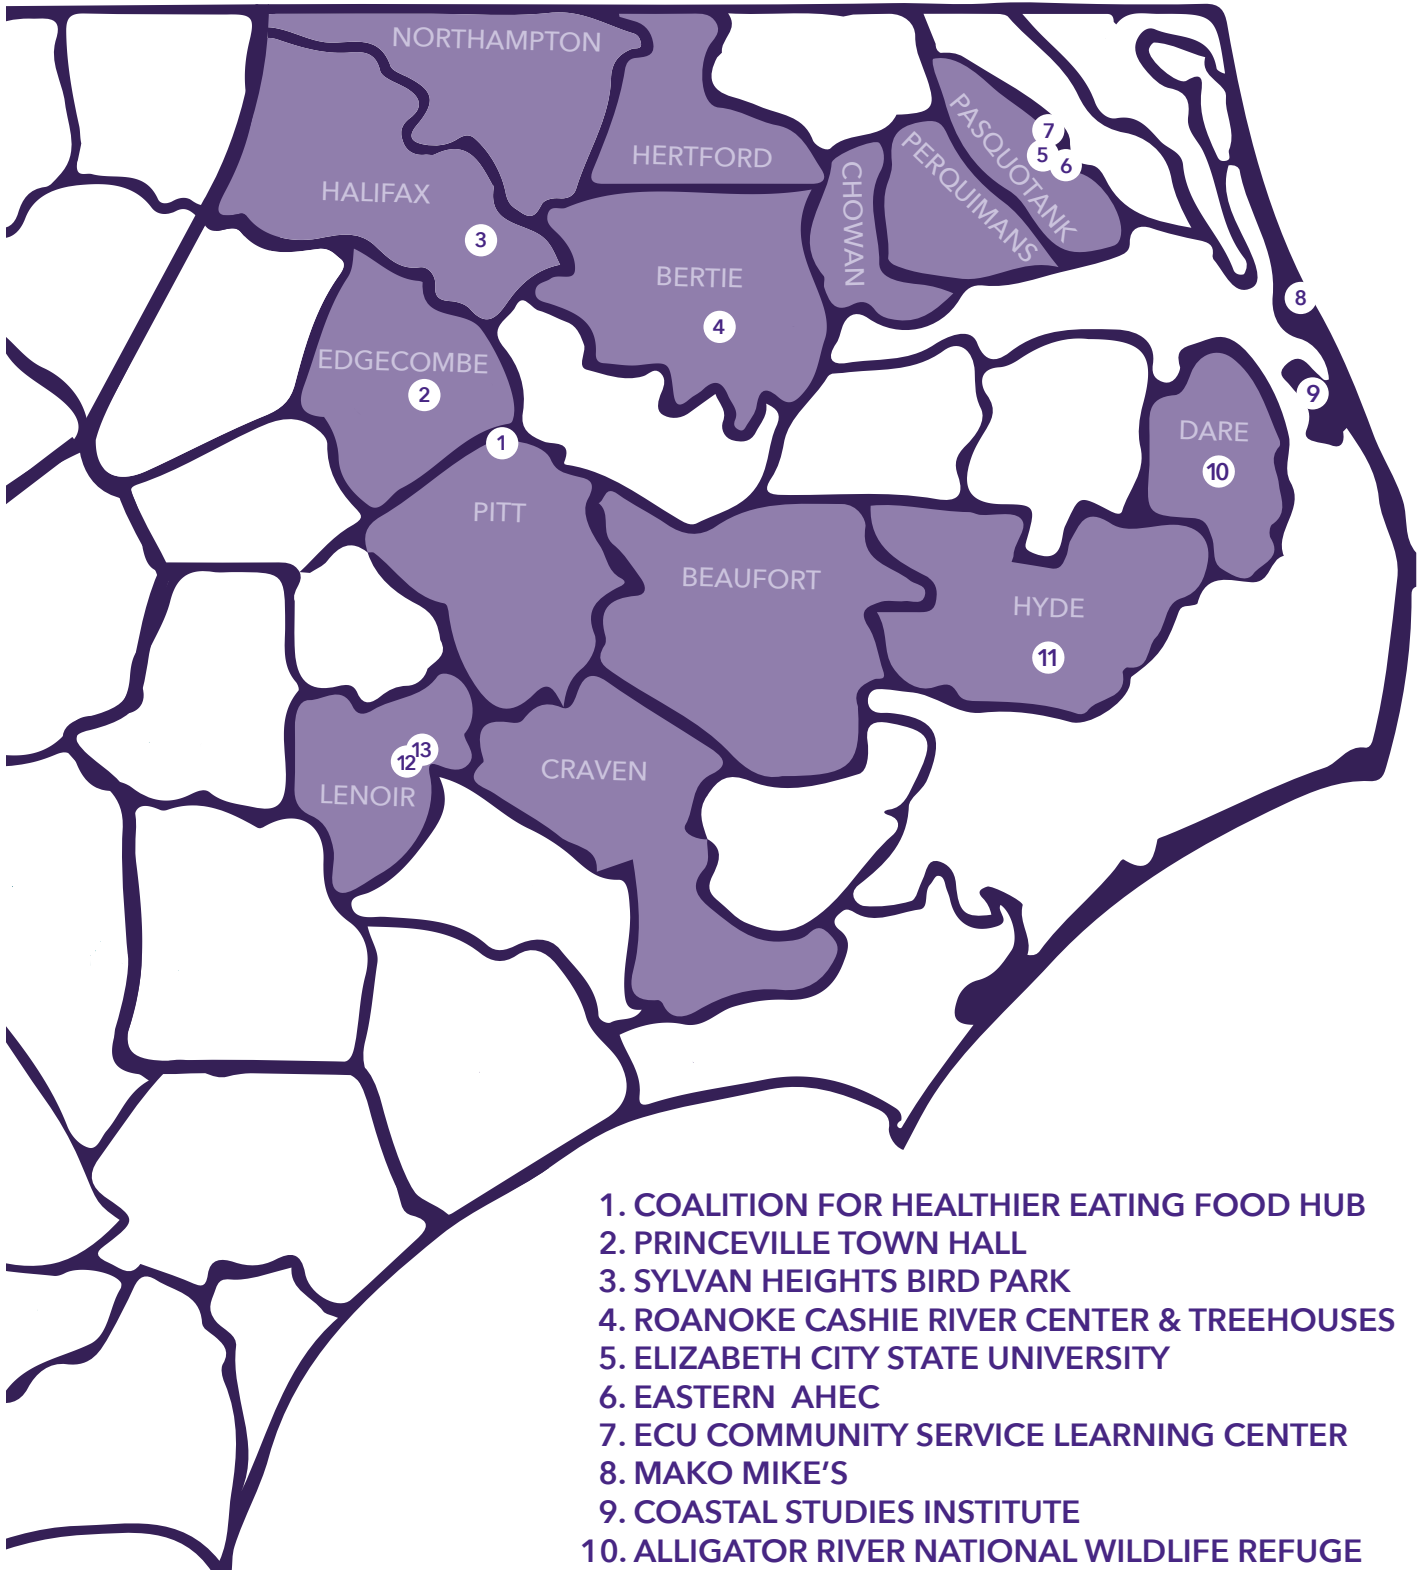 NORTHAMPTON
HERTFORD
HALIFAX
3
PASQUOTANK
7
5
6
PERQUIMANS
CHOWAN
BERTIE
4
8
EDGECOMBE
2
9
1
PITT
DARE
10
BEAUFORT
HYDE
11
CRAVEN
13
12
LENOIR
1. COALITION FOR HEALTHIER EATING FOOD HUB
2. PRINCEVILLE TOWN HALL
3. SYLVAN HEIGHTS BIRD PARK
4. ROANOKE CASHIE RIVER CENTER & TREEHOUSES
5. ELIZABETH CITY STATE UNIVERSITY
6. EASTERN AHEC
7. ECU COMMUNITY SERVICE LEARNING CENTER
8. MAKO MIKE'S
9. COASTAL STUDIES INSTITUTE
10. ALLIGATOR RIVER NATIONAL WILDLIFE REFUGE